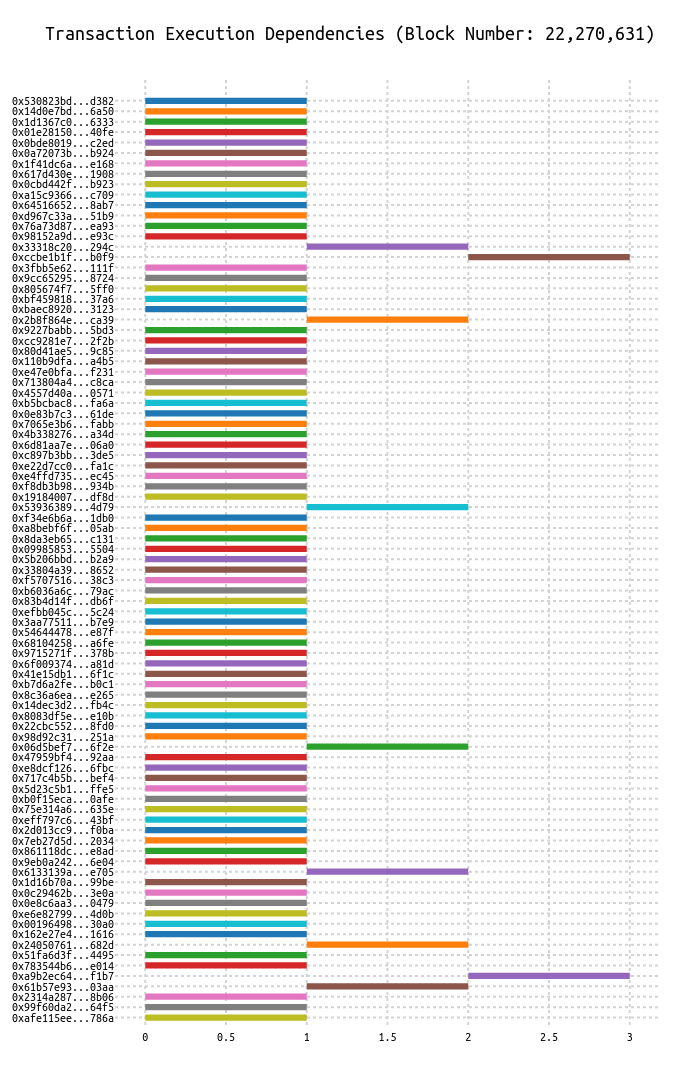 Transaction Execution Dependencies (Block Number: 22,270,631)
0x530823bd...d382
0x14d0e7bd...6a50
0x1d1367c0...6333
0x01e28150...40fe
0x0bde8019...c2ed
0x0a72073b...b924
0x1f41dc6a...e168
0x617d430e...1908
0x0cbd442f...b923
0xa15c9366...c709
0x64516652...8ab7
0xd967c33a...51b9
0x76a73d87...ea93
0x98152a9d...e93c
0x33318c20...294c
0xccbe1b1f...b0f9
0x3fbb5e62...111f
0x9cc65295...8724
0x805674f7...5ff0
0xbf459818...37a6
0xbaec8920...3123
0x2b8f864e...ca39
0x9227babb...5bd3
0xcc9281e7...2f2b
0x80d41ae5...9c85
0x110b9dfa...a4b5
0xe47e0bfa...f231
0x713804a4...c8ca
0x4557d40a...0571
0xb5bcbac8...fa6a
0x0e83b7c3...61de
0x7065e3b6...fabb
0x4b338276...a34d
0x6d81aa7e...06a0
0xc897b3bb...3de5
0xe22d7cc0...fa1c
0xe4ffd735...ec45
0xf8db3b98...934b
0x19184007...df8d
0x53936389...4d79
0xf34e6b6a...1db0
0xa8bebf6f...05ab
0x8da3eb65...c131
0x09985853...5504
0x5b206bbd...b2a9
0x33804a39...8652
0xf5707516...38c3
0xb6036a6c...79ac
0x83b4d14f...db6f
0xefbb045c...5c24
0x3aa77511...b7e9
0x54644478...e87f
0x68104258...a6fe
0x9715271f...378b
0x6f009374...a81d
0x41e15db1...6f1c
0xb7d6a2fe...b0c1
0x8c36a6ea...e265
0x14dec3d2...fb4c
0x8083df5e...e10b
0x22cbc552...8fd0
0x98d92c31...251a
0x06d5bef7...6f2e
0x47959bf4...92aa
0xe8dcf126...6fbc
0x717c4b5b...bef4
0x5d23c5b1...ffe5
0xb0f15eca...0afe
0x75e314a6...635e
0xeff797c6...43bf
0x2d013cc9...f0ba
0x7eb27d5d...2034
0x861118dc...e8ad
0x9eb0a242...6e04
0x6133139a...e705
0x1d16b70a...99be
0x0c29462b...3e0a
0x0e8c6aa3...0479
0xe6e82799...4d0b
0x00196498...30a0
0x162e27e4...1616
0x24050761...682d
0x51fa6d3f...4495
0x783544b6...e014
0xa9b2ec64...f1b7
0x61b57e93...03aa
0x2314a287...8b06
0x99f60da2...64f5
0xafe115ee...786a
0 0.5 1 1.5 2 2.5 3